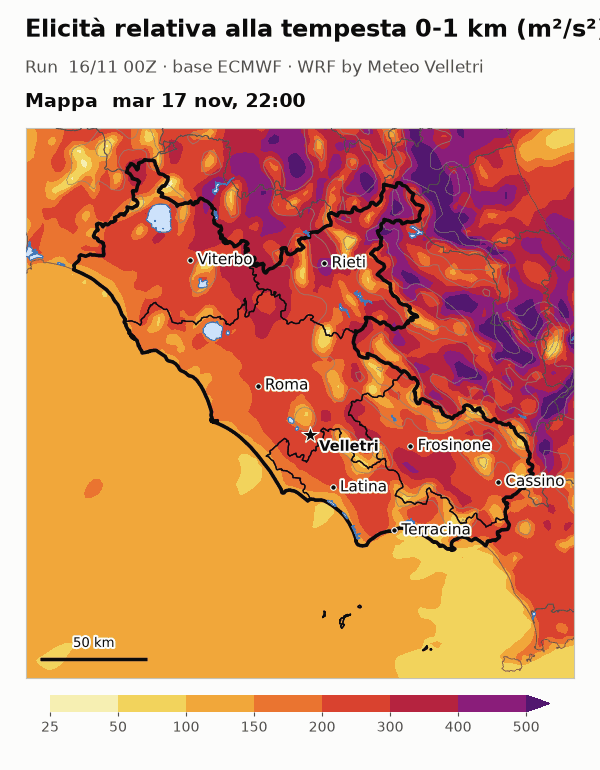 Elicità relativa alla tempesta 0-1 km (m²/s²)
Run 16/11 00Z · base ECMWF · WRF by Meteo Velletri
Mappa mar 17 nov, 22:00
Viterbo
Rieti
Roma
Velletri
Frosinone
Latina
Cassino
Terracina
50 km
25 50 100 150 200 300 400 500